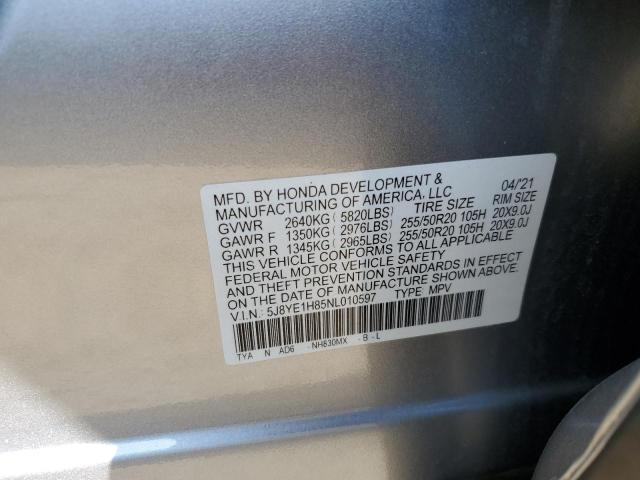 MFD. BY HONDA DEVELOPMENT & 04/'21
MANUFACTURING OF AMERICA, LLC
GVWR 2640KG ( 5820LBS) TIRE SIZE RIM SIZE
GAWR F 1350KG ( 2976LBS) 255/50R20 105H 20X9.0J
GAWR R 1345KG ( 2965LBS) 255/50R20 105H 20X9.0J
THIS VEHICLE CONFORMS TO ALL APPLICABLE
FEDERAL MOTOR VEHICLE SAFETY
AND THEFT PREVENTION STANDARDS IN
EFFECT ON THE DATE OF MANUFACTURE SHOWN ABOVE.
V.I.N.: 5J8YE1H85NL010597 TYPE: MPV
TYA N AD6 - NH830MX - B - L